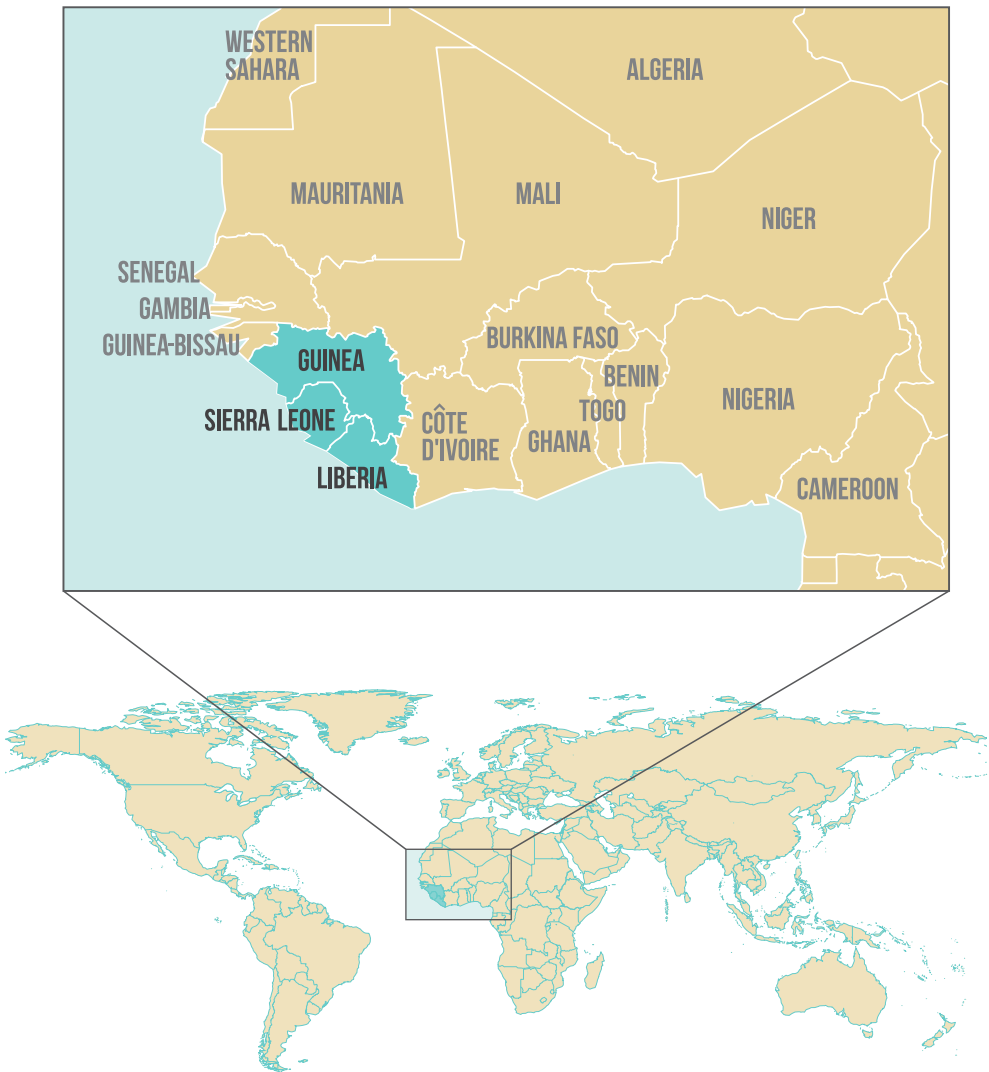 WESTERN
SAHARA
ALGERIA
MAURITANIA
MALI
NIGER
SENEGAL
GAMBIA
GUINEA-BISSAU
BURKINA FASO
GUINEA
BENIN
NIGERIA
TOGO
SIERRA LEONE
CÔTE
D'IVOIRE
GHANA
LIBERIA
CAMEROON